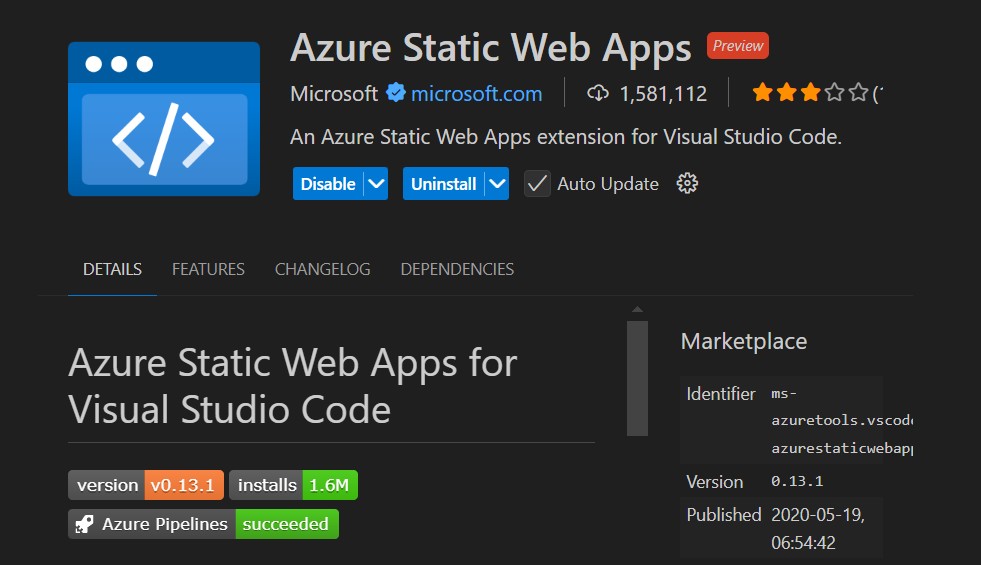 Azure Static Web Apps Preview
Microsoft microsoft.com 1,581,112 (
An Azure Static Web Apps extension for Visual Studio Code.
Disable Uninstall Auto Update
DETAILS FEATURES CHANGELOG DEPENDENCIES
Azure Static Web Apps for
Visual Studio Code
version v0.13.1 installs 1.6M
Azure Pipelines succeeded
Marketplace
Identifier ms-
azuretools.vscode
azurestaticwebapp
Version 0.13.1
Published 2020-05-19,
06:54:42